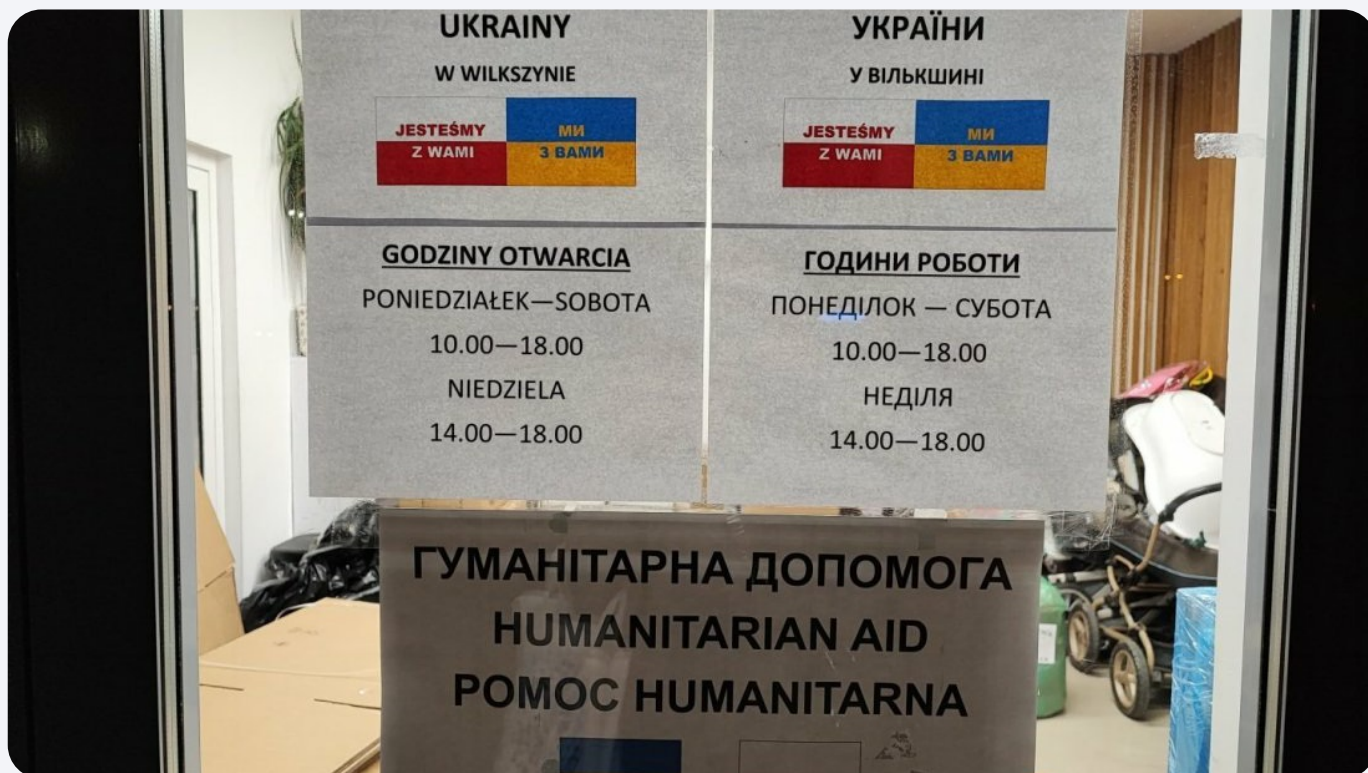 UKRAINY
W WILKSZYNIE
JESTEŚMY
Z WAMI
МИ
З ВАМИ
GODZINY OTWARCIA
PONIEDZIAŁEK—SOBOTA
10.00—18.00
NIEDZIELA
14.00—18.00
УКРАЇНИ
У ВІЛЬКШИНІ
JESTEŚMY
Z WAMI
МИ
З ВАМИ
ГОДИНИ РОБОТИ
ПОНЕДІЛОК — СУБОТА
10.00—18.00
НЕДІЛЯ
14.00—18.00
ГУМАНІТАРНА ДОПОМОГА
HUMANITARIAN AID
POMOC HUMANITARNA